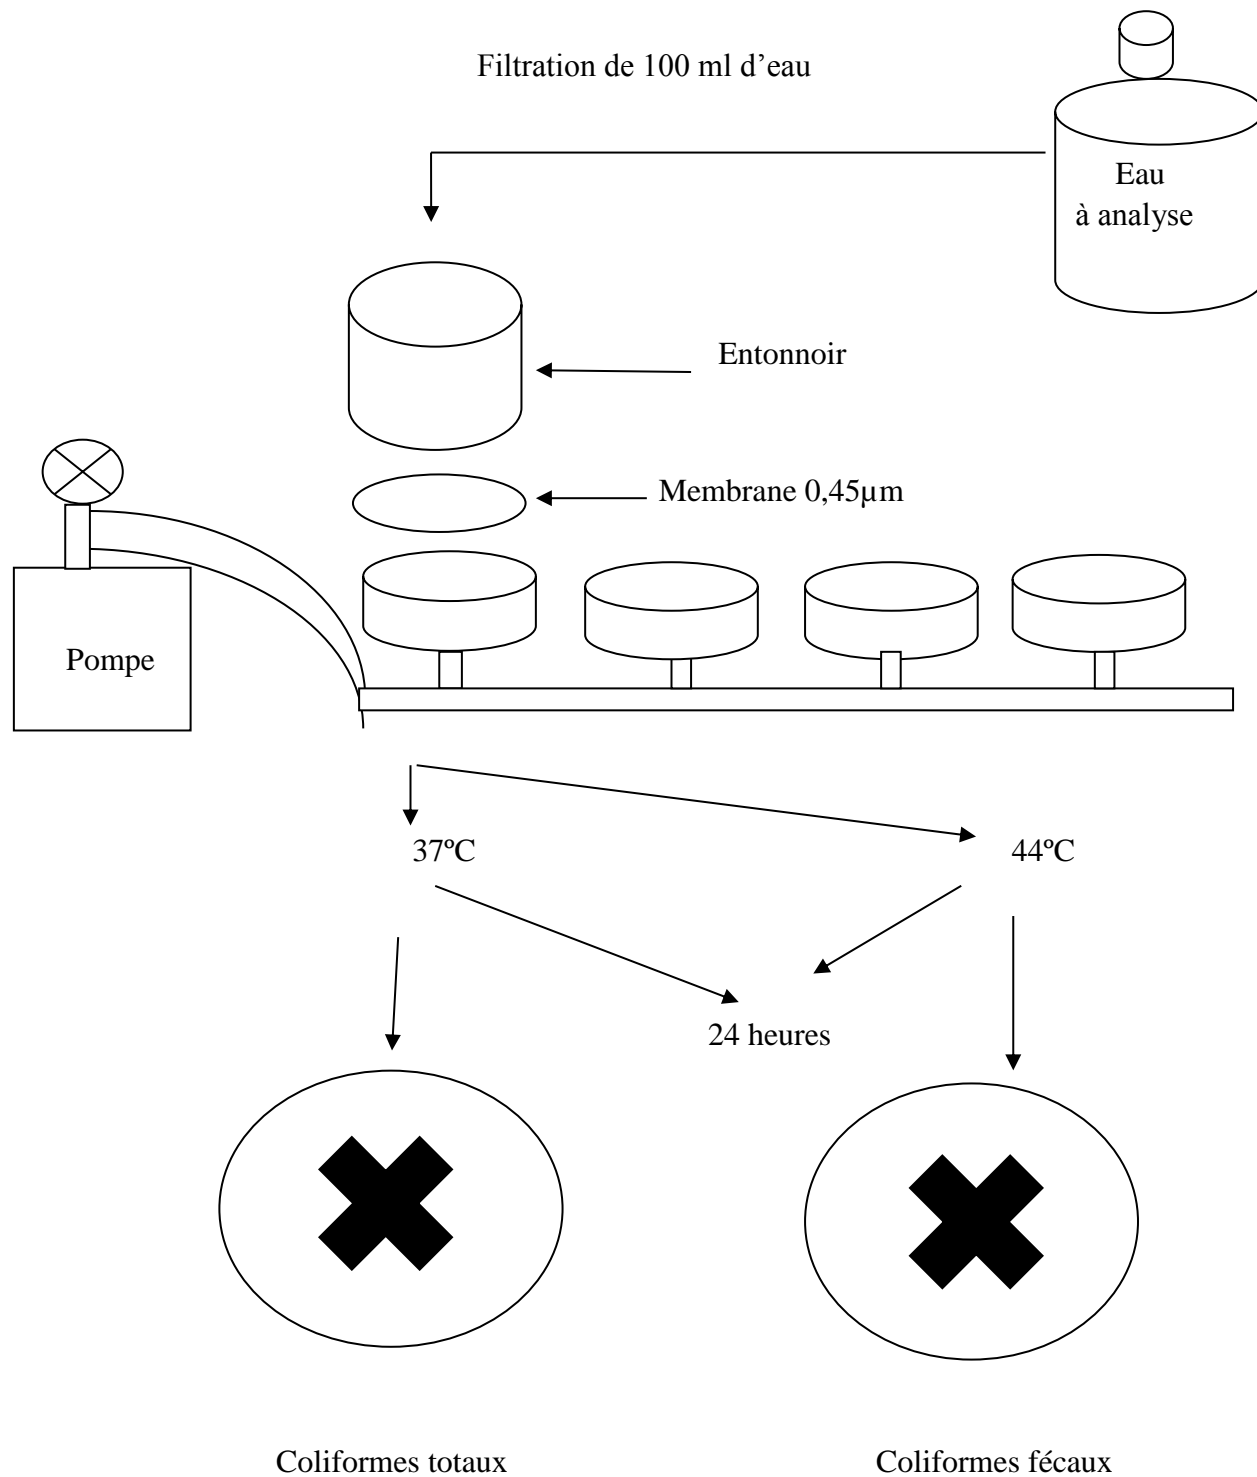 Filtration de 100 ml d’eau
Eau
à analyse
Entonnoir
Membrane 0,45µm
Pompe
37ºC
44ºC
24 heures
Coliformes totaux
Coliformes fécaux